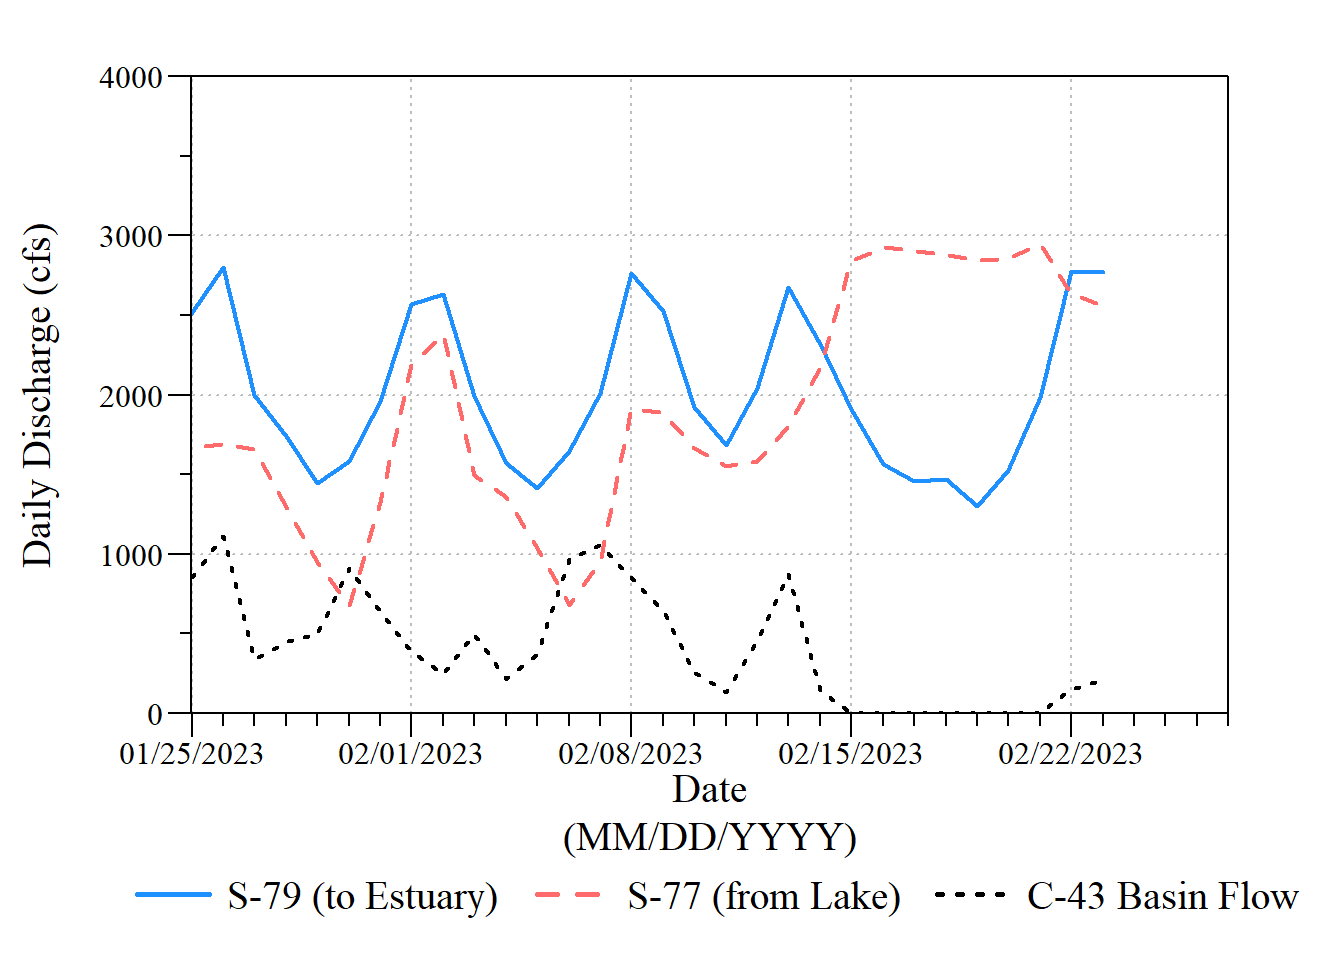 4000
3000
2000
1000
0
Daily Discharge (cfs)
01/25/2023 02/01/2023 02/08/2023 02/15/2023 02/22/2023
Date
(MM/DD/YYYY)
S-79 (to Estuary) S-77 (from Lake) C-43 Basin Flow